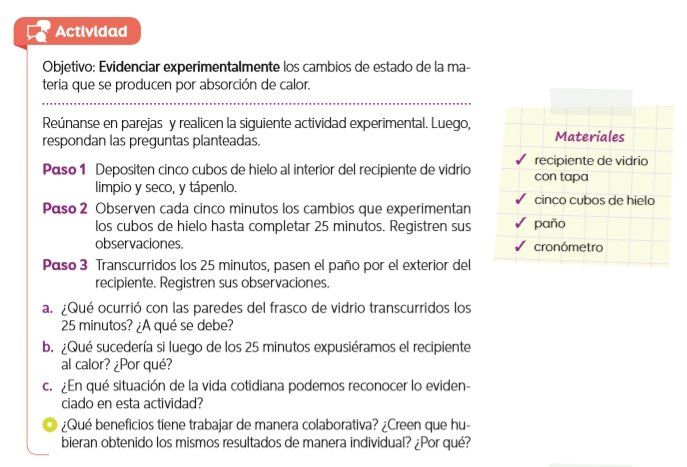 Actividad
Objetivo: Evidenciar experimentalmente los cambios de estado de la ma-
teria que se producen por absorción de calor.
Reúnanse en parejas y realicen la siguiente actividad experimental. Luego,
respondan las preguntas planteadas.
Paso 1 Depositen cinco cubos de hielo al interior del recipiente de vidrio
limpio y seco, y tápenlo.
Paso 2 Observen cada cinco minutos los cambios que experimentan
los cubos de hielo hasta completar 25 minutos. Registren sus
observaciones.
Paso 3 Transcurridos los 25 minutos, pasen el paño por el exterior del
recipiente. Registren sus observaciones.
a. ¿Qué ocurrió con las paredes del frasco de vidrio transcurridos los
25 minutos? ¿A qué se debe?
b. ¿Qué sucedería si luego de los 25 minutos expusiéramos el recipiente
al calor? ¿Por qué?
c. ¿En qué situación de la vida cotidiana podemos reconocer lo eviden-
ciado en esta actividad?
¿Qué beneficios tiene trabajar de manera colaborativa? ¿Creen que hu-
bieran obtenido los mismos resultados de manera individual? ¿Por qué?
Materiales
✓ recipiente de vidrio
con tapa
✓ cinco cubos de hielo
✓ paño
✓ cronómetro